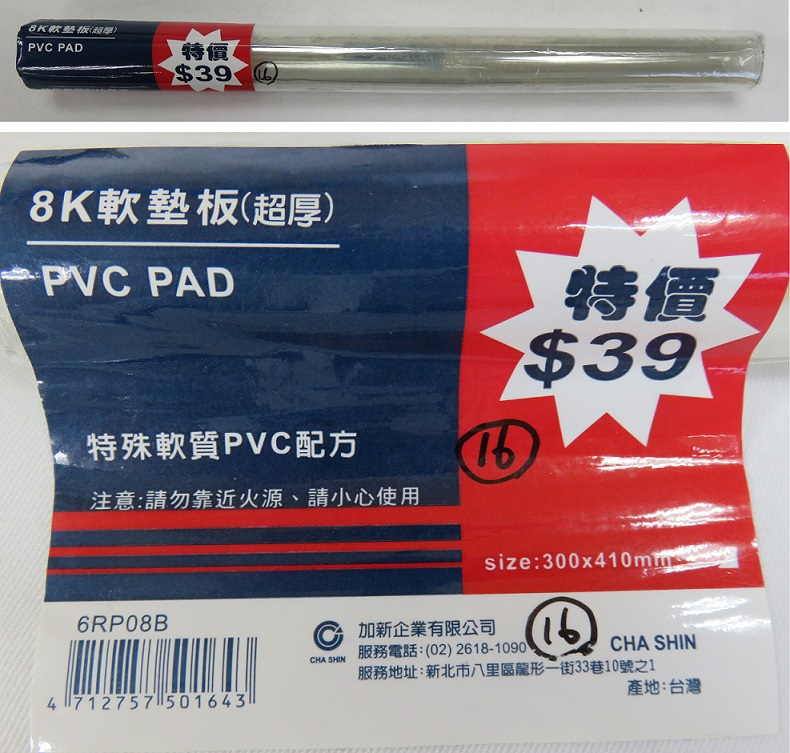 8K軟墊板(超厚)
PVC PAD
特價
$39
16
8K軟墊板(超厚)
PVC PAD
特價
$39
特殊軟質PVC配方
16
注意:請勿靠近火源、請小心使用
size:300x410mm
6RP08B
4 712757 501643
CHA SHIN
加新企業有限公司
服務電話:(02) 2618-1090
16
CHA SHIN
服務地址:新北市八里區龍形一街33巷10號之1
產地:台灣